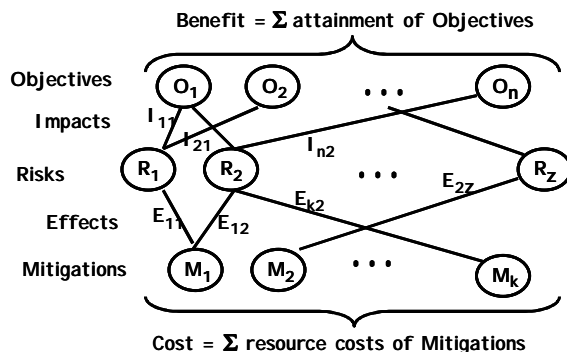 Benefit = Σ attainment of Objectives
Objectives O₁ O₂ • • • Oₙ
Impacts I₁₁ I₂₁ Iₙ₂
Risks R₁ R₂ • • • R_z
Effects E₁₁ E₁₂ Eₖ₂ E₂z
Mitigations M₁ M₂ • • • Mₖ
Cost = Σ resource costs of Mitigations